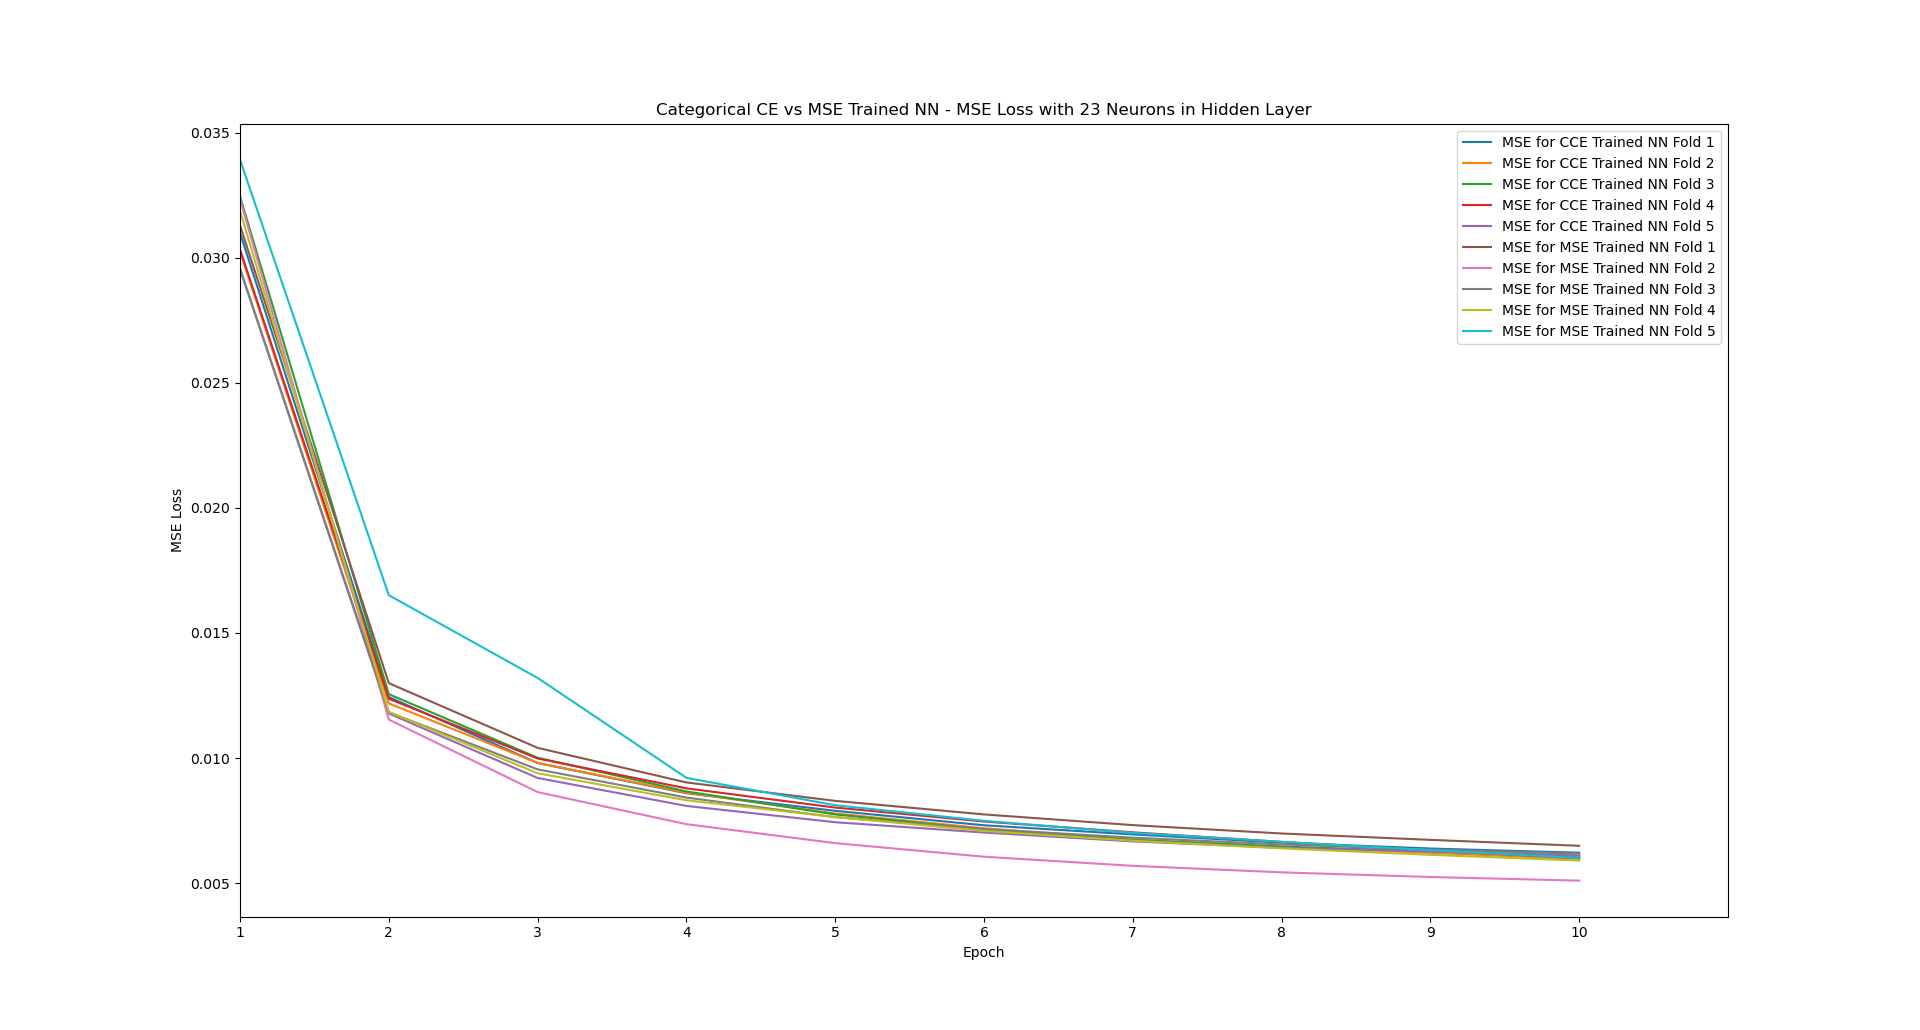 Categorical CE vs MSE Trained NN - MSE Loss with 23 Neurons in Hidden Layer
0.035
0.030
0.025
0.020
0.015
0.010
0.005
MSE Loss
MSE for CCE Trained NN Fold 1
MSE for CCE Trained NN Fold 2
MSE for CCE Trained NN Fold 3
MSE for CCE Trained NN Fold 4
MSE for CCE Trained NN Fold 5
MSE for MSE Trained NN Fold 1
MSE for MSE Trained NN Fold 2
MSE for MSE Trained NN Fold 3
MSE for MSE Trained NN Fold 4
MSE for MSE Trained NN Fold 5
1 2 3 4 5 6 7 8 9 10
Epoch